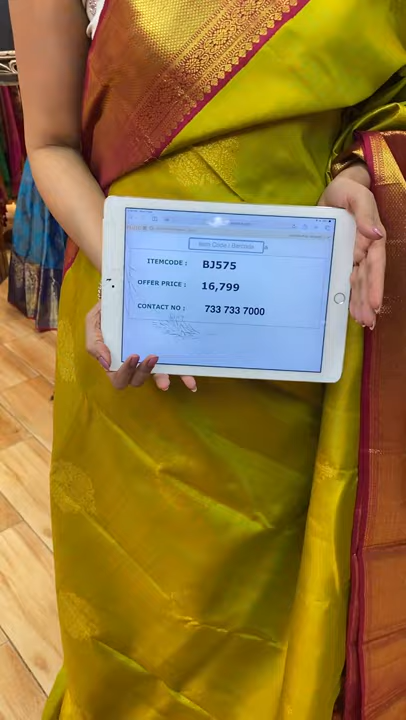 Item Code / Barcode
ITEMCODE : BJ575
OFFER PRICE : 16,799
CONTACT NO : 733 733 7000